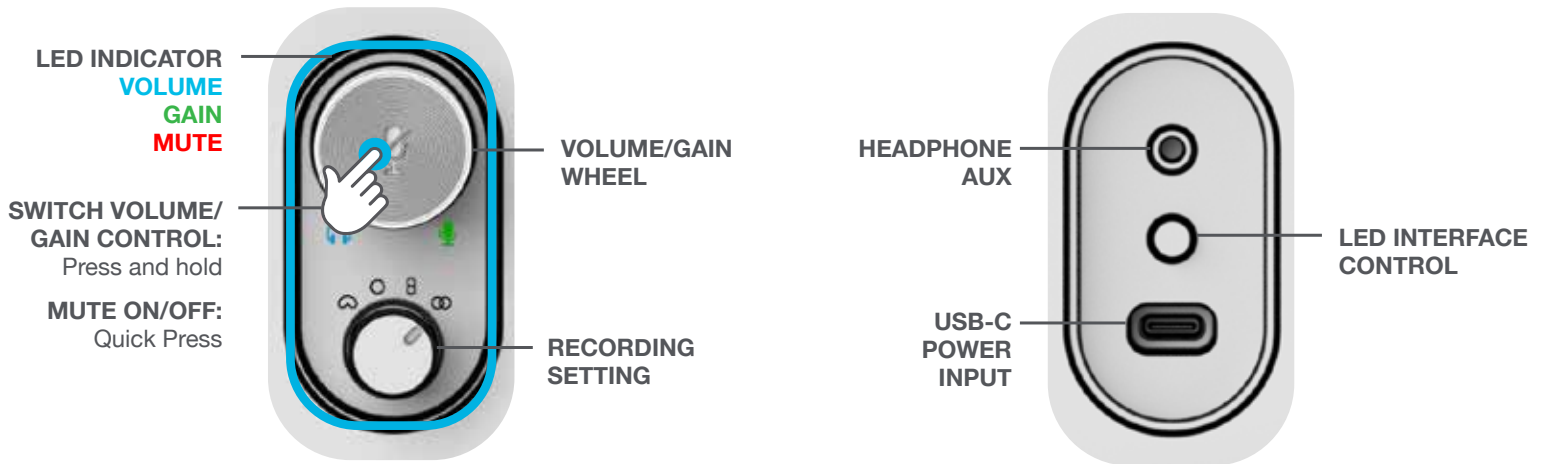 LED INDICATOR
VOLUME
GAIN
MUTE
SWITCH VOLUME/
GAIN CONTROL:
Press and hold
MUTE ON/OFF:
Quick Press
VOLUME/GAIN
WHEEL
RECORDING
SETTING
HEADPHONE
AUX
USB-C
POWER
INPUT
LED INTERFACE
CONTROL